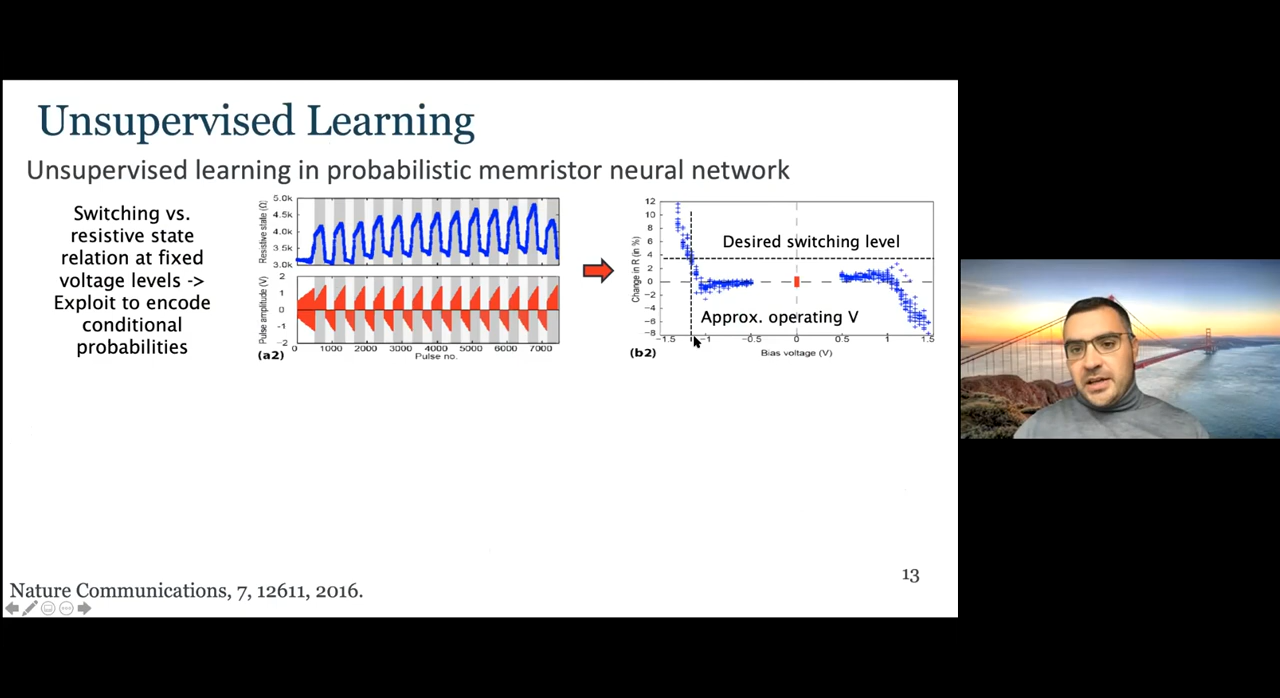 Unsupervised Learning
Unsupervised learning in probabilistic memristor neural network
Switching vs.
resistive state
relation at fixed
voltage levels ->
Exploit to encode
conditional
probabilities
Resistive state (Ω)
5.0k
4.5k
3.5k
3.0k
Pulse amplitude (V)
2
1
0
-1
-2
0 1000 2000 3000 4000 5000 6000 7000
Pulse no.
(a2)
Change in R (in %)
12
10
8
6
4
2
0
-2
-4
-6
-8
Desired switching level
Approx. operating V
-1.5 -1 -0.5 0 0.5 1 1.5
Bias voltage (V)
(b2)
Nature Communications, 7, 12611, 2016.
13